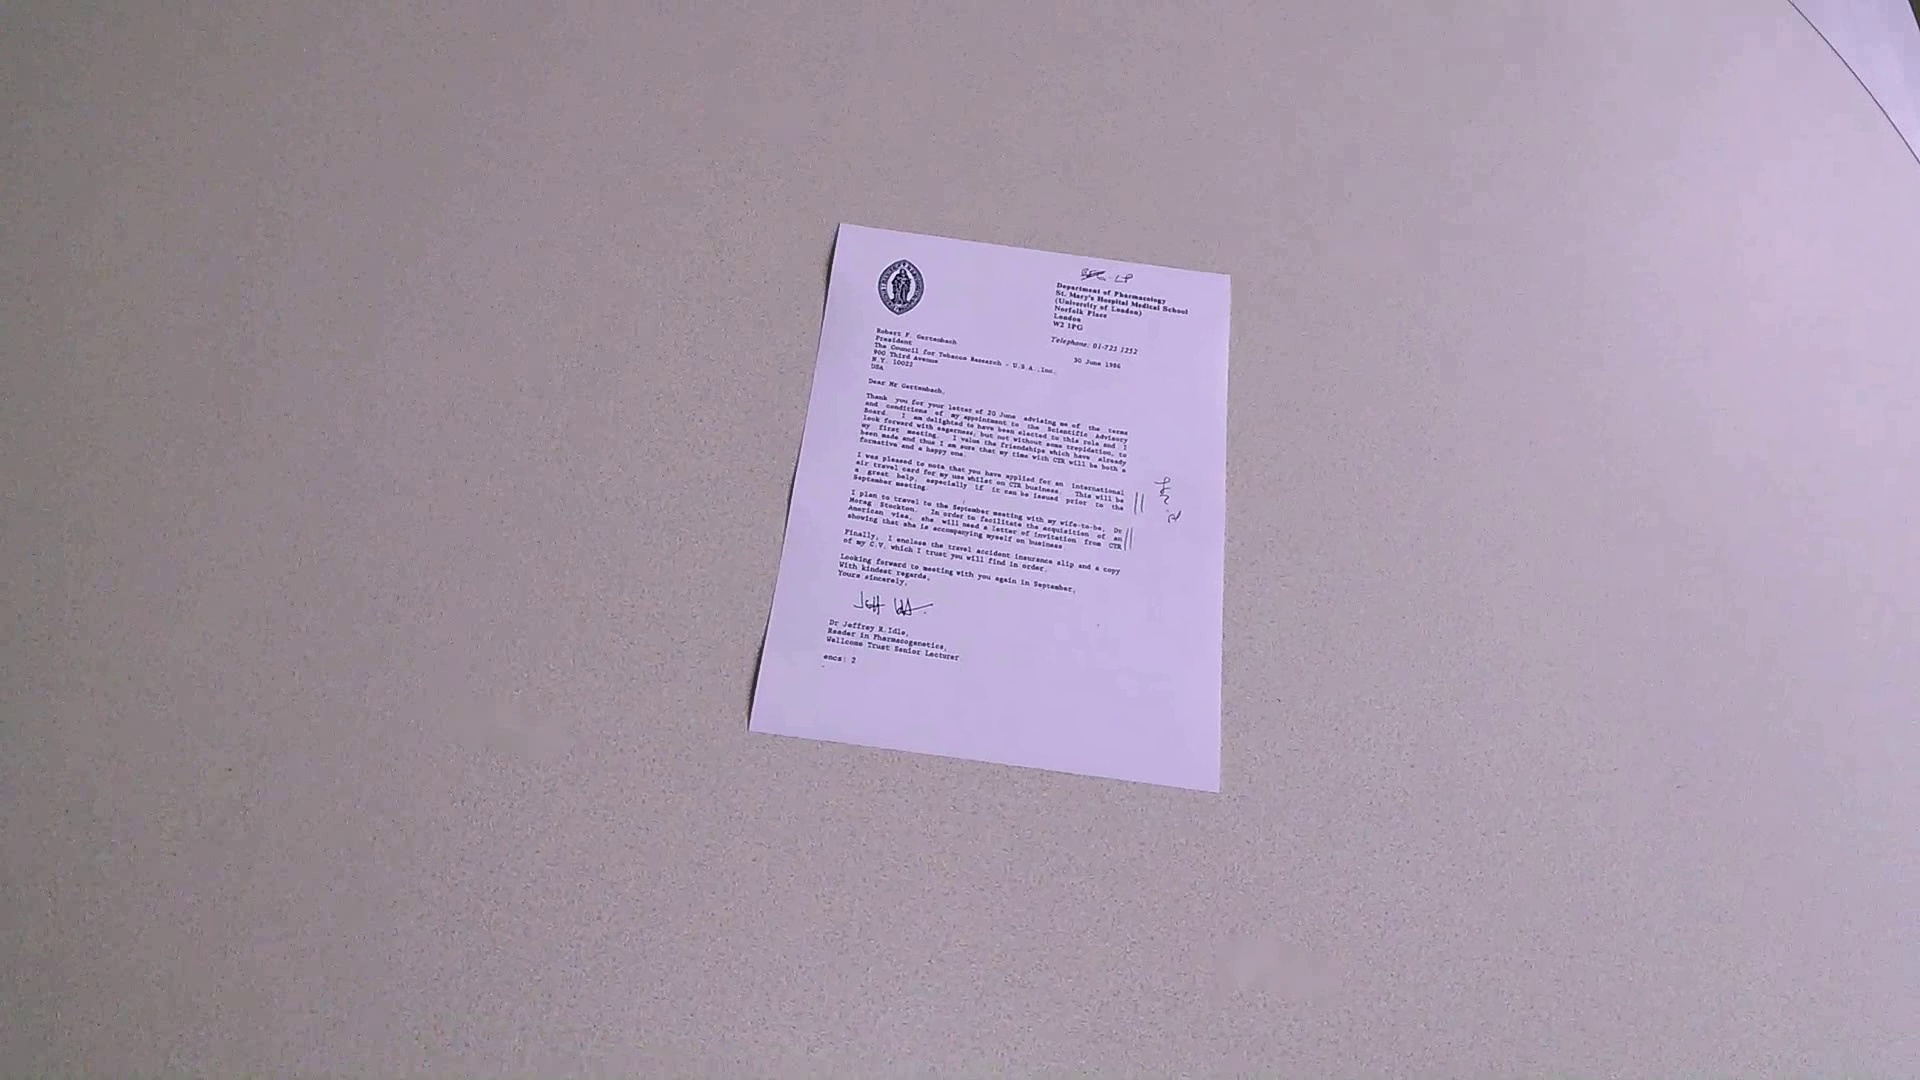 Department of Pharmacology
St. Mary's Hospital Medical School
(University of London)
Norfolk Place
London
W2 1PG
Telephone: 01-723 1252
30 June 1986
Robert F. Gertenbach
President
The Council for Tobacco Research - U.S.A.,Inc.
900 Third Avenue
N.Y. 10022
USA
Dear Mr Gertenbach,
Thank you for your letter of 20 June advising me of the terms
and conditions of my appointment to the Scientific Advisory
Board. I am delighted to have been elected to this role and I
look forward with eagerness, but not without some trepidation, to
my first meeting. I value the friendships which have already
been made and thus I am sure that my time with CTR will be both a
formative and a happy one.
I was pleased to note that you have applied for an international
air travel card for my use whilst on CTR business. This will be
a great help, especially if it can be issued prior to the
September meeting.
I plan to travel to the September meeting with my wife-to-be, Dr
Morag Stockton. In order to facilitate the acquisition of an
American visa, she will need a letter of invitation from CTR
showing that she is accompanying myself on business.
Finally, I enclose the travel accident insurance slip and a copy
of my C.V. which I trust you will find in order.
Looking forward to meeting with you again in September.
With kindest regards,
Yours sincerely,
Dr Jeffrey R. Idle,
Reader in Pharmacogenetics,
Wellcome Trust Senior Lecturer
encs: 2